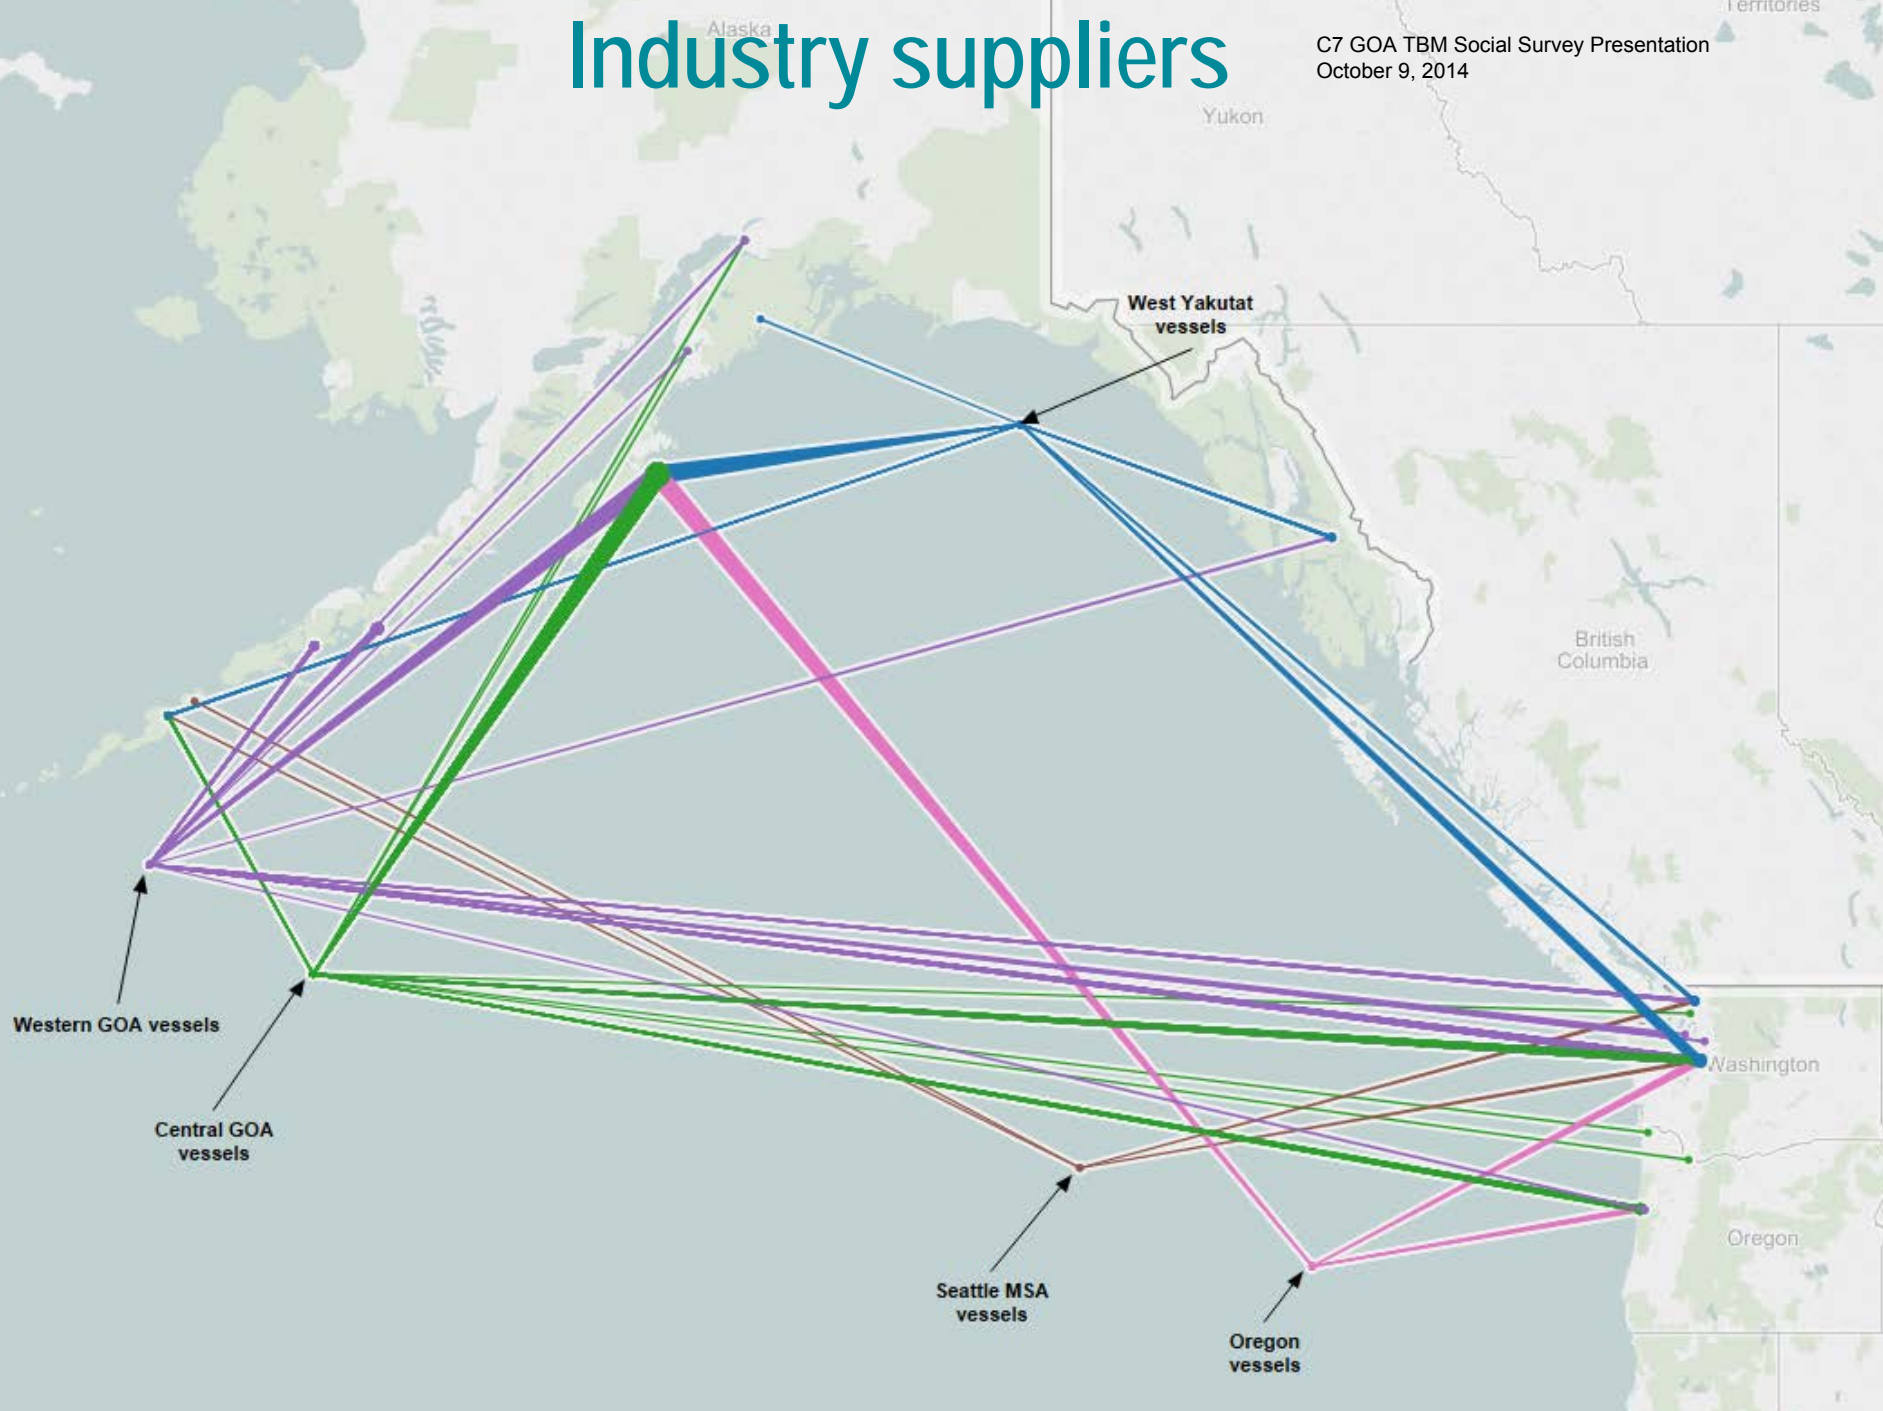 Territories
Industry suppliers
Alaska
C7 GOA TBM Social Survey Presentation
October 9, 2014
Yukon
West Yakutat
vessels
British
Columbia
Western GOA vessels
Washington
Central GOA
vessels
Oregon
Seattle MSA
vessels
Oregon
vessels